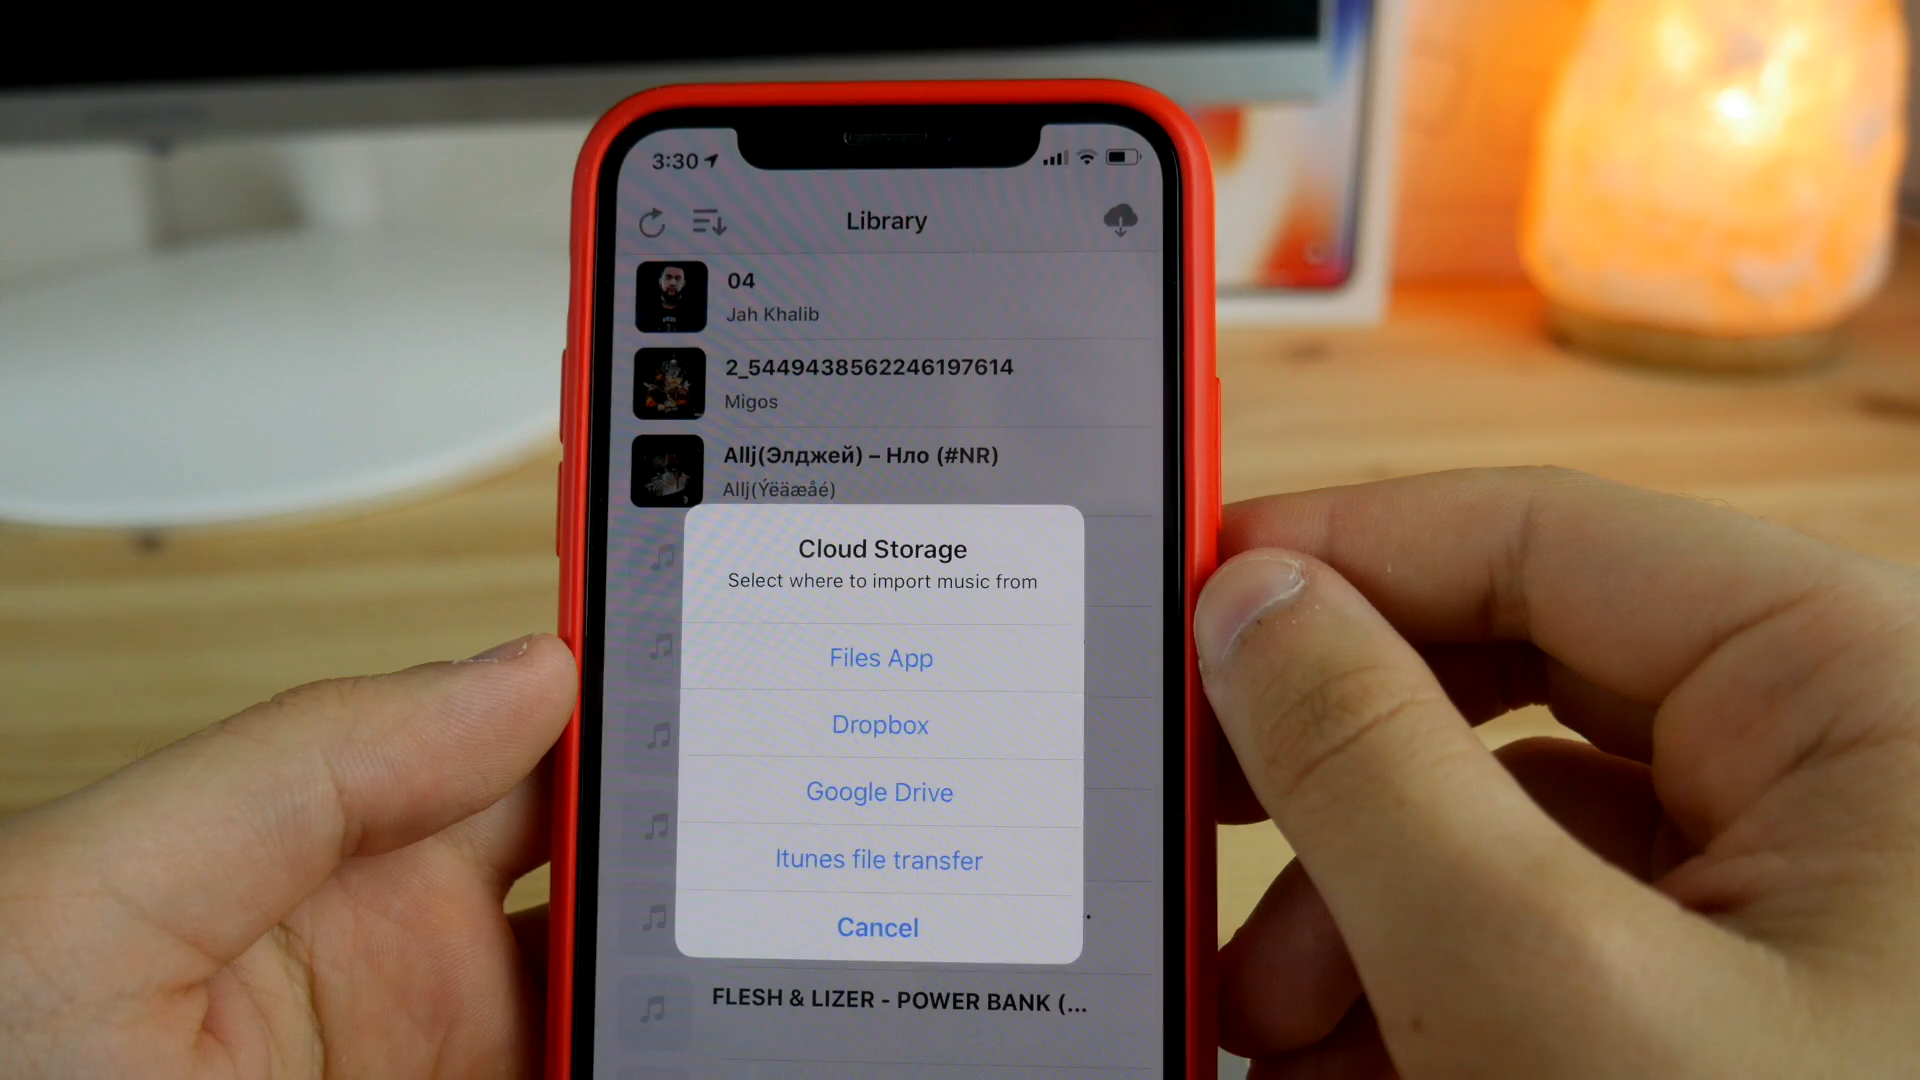 3:30
Library
04
Jah Khalib
2_5449438562246197614
Migos
Allj(Элджей) – Нло (#NR)
Allj(Ýëäæåé)
Cloud Storage
Select where to import music from
Files App
Dropbox
Google Drive
Itunes file transfer
Cancel
FLESH & LIZER - POWER BANK (...